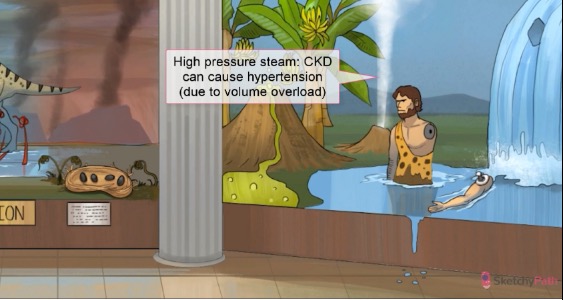 High pressure steam: CKD
can cause hypertension
(due to volume overload)
ION
SketchyPath